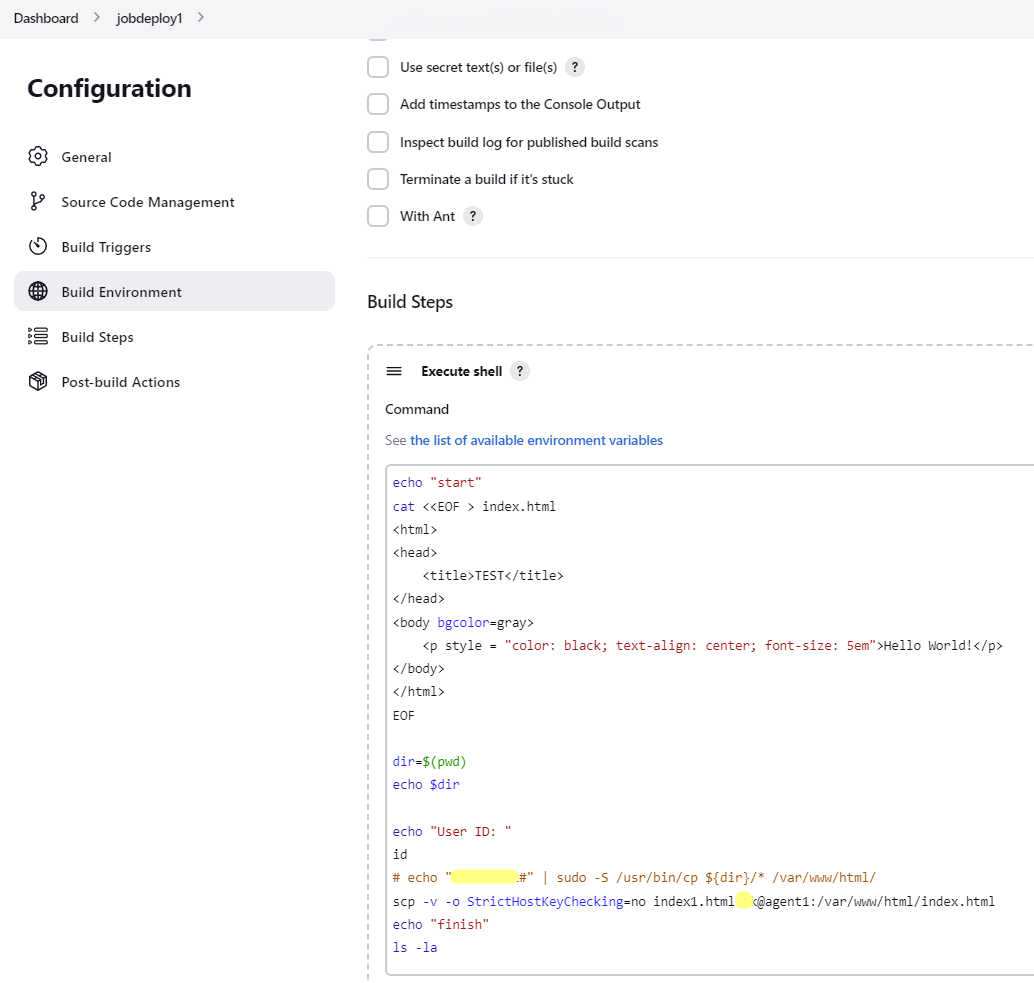 Dashboard > jobdeploy1 >
Configuration
General
Source Code Management
Build Triggers
Build Environment
Build Steps
Post-build Actions
Use secret text(s) or file(s) ?
Add timestamps to the Console Output
Inspect build log for published build scans
Terminate a build if it's stuck
With Ant ?
Build Steps
Execute shell ?
Command
See the list of available environment variables
echo "start"
cat <<EOF > index.html
<html>
<head>
    <title>TEST</title>
</head>
<body bgcolor=gray>
    <p style = "color: black; text-align: center; font-size: 5em">Hello World!</p>
</body>
</html>
EOF
dir=$(pwd)
echo $dir
echo "User ID: "
id
# echo "#" | sudo -S /usr/bin/cp ${dir}/* /var/www/html/
scp -v -o StrictHostKeyChecking=no index1.html @agent1:/var/www/html/index.html
echo "finish"
ls -la